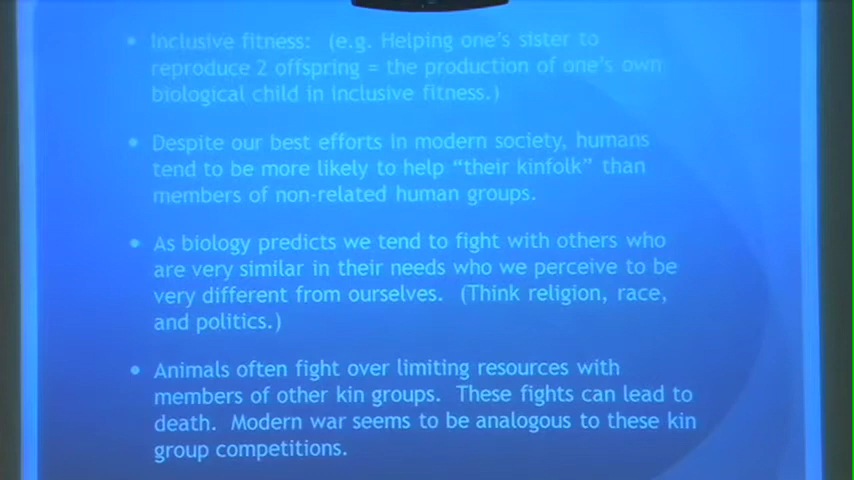 • Inclusive fitness: (e.g. Helping one's sister to
reproduce 2 offspring = the production of one's own
biological child in inclusive fitness.)
• Despite our best efforts in modern society, humans
tend to be more likely to help "their kinfolk" than
members of non-related human groups.
• As biology predicts we tend to fight with others who
are very similar in their needs who we perceive to be
very different from ourselves. (Think religion, race,
and politics.)
• Animals often fight over limiting resources with
members of other kin groups. These fights can lead to
death. Modern war seems to be analogous to these kin
group competitions.